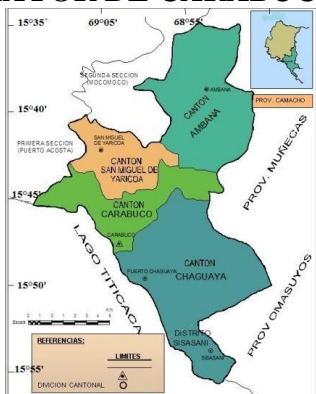 69°05'
68°55'
15°35'
SEGUNDA SECCION
(MOCOMOCO)
AMBANA
PROV. CAMACHO
15°40'
CANTON
AMBANA
PRIMERA SECCION
(PUERTO ACOSTA)
SAN MIGUEL
DE YARICOA
CANTON
SAN MIGUEL DE
YARICOA
PROV. MUÑECAS
15°45'
CANTON
CARABUCO
CARABUCO
LAGO TITICACA
CANTON
CHAGUAYA
PUERTO CHAGUAYA
15°50'
PROV OMASUYOS
DISTRITO
SISASANI
SISASANI
REFERENCIAS:
LIMITES
DIVICION CANTONAL
15°55'